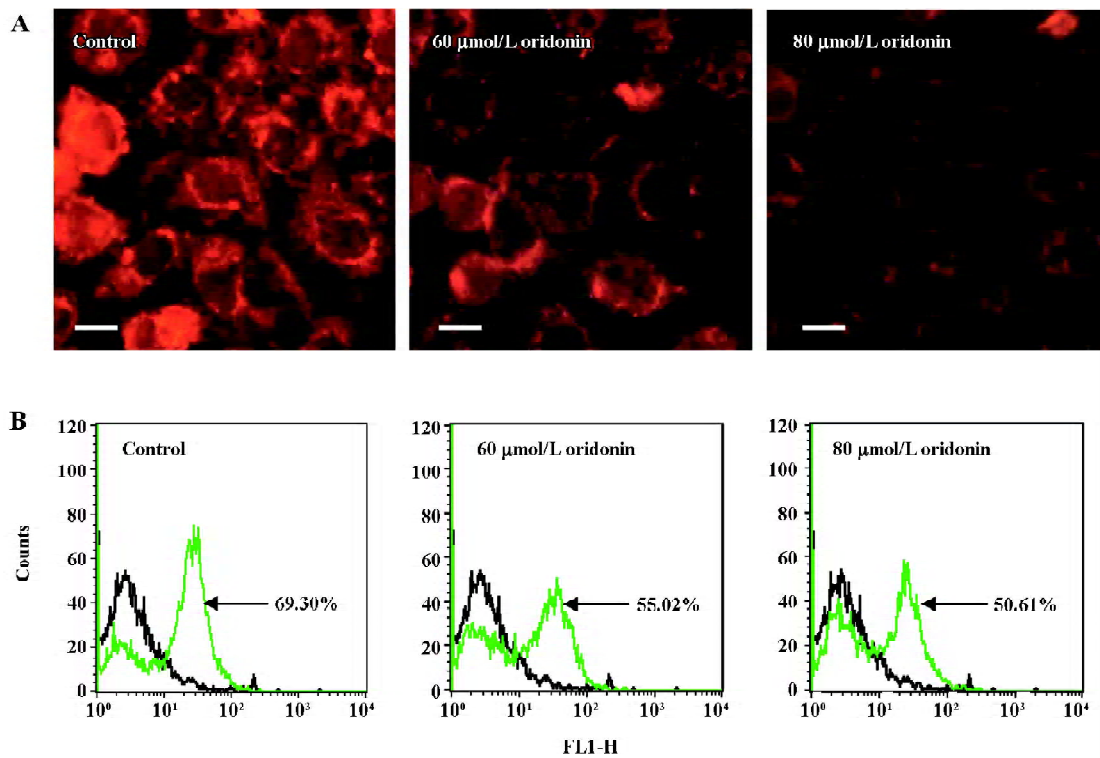 A
Control
60 μmol/L oridonin
80 μmol/L oridonin
B
Counts
120
100
80
60
40
20
0
Control
69.30%
10⁰ 10¹ 10² 10³ 10⁴
120
100
80
60
40
20
0
60 μmol/L oridonin
55.02%
10⁰ 10¹ 10² 10³ 10⁴
120
100
80
60
40
20
0
80 μmol/L oridonin
50.61%
10⁰ 10¹ 10² 10³ 10⁴
FL1-H